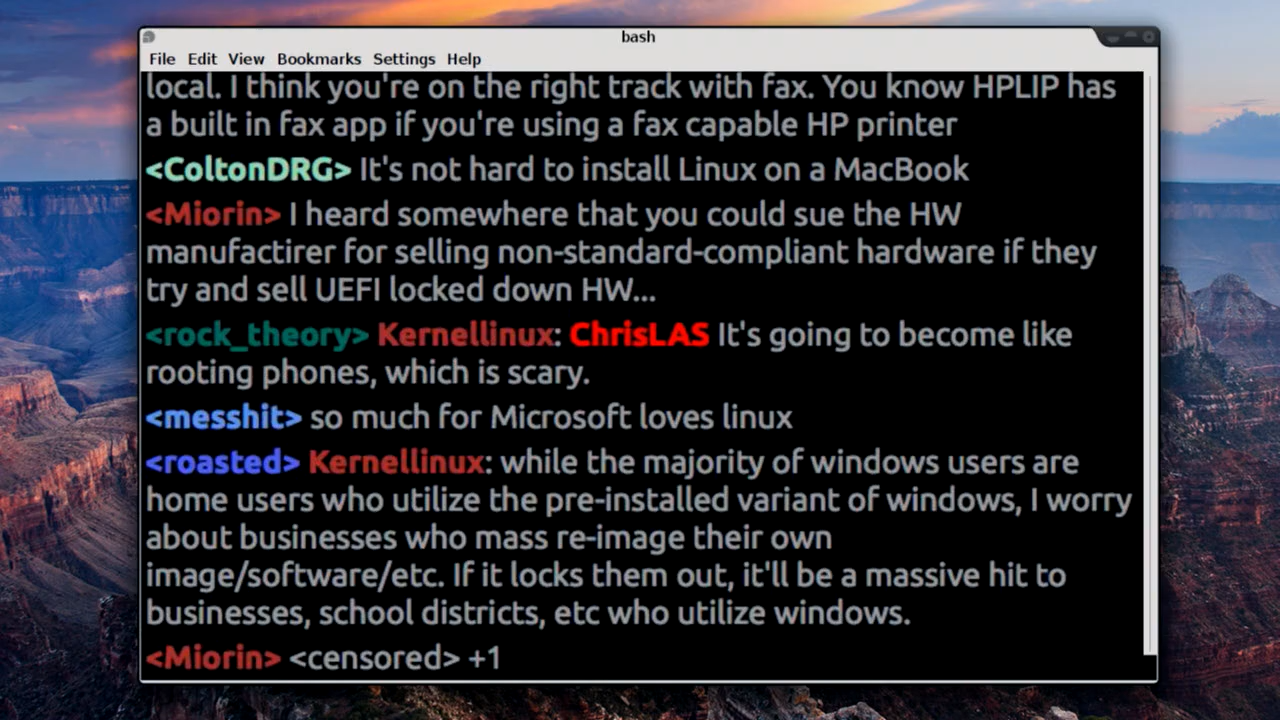 bash
File Edit View Bookmarks Settings Help
local. I think you're on the right track with fax. You know HPLIP has
a built in fax app if you're using a fax capable HP printer
<ColtonDRG> It's not hard to install Linux on a MacBook
<Miorin> I heard somewhere that you could sue the HW
manufactirer for selling non-standard-compliant hardware if they
try and sell UEFI locked down HW...
<rock_theory> Kernellinux: ChrisLAS It's going to become like
rooting phones, which is scary.
<messhit> so much for Microsoft loves linux
<roasted> Kernellinux: while the majority of windows users are
home users who utilize the pre-installed variant of windows, I worry
about businesses who mass re-image their own
image/software/etc. If it locks them out, it'll be a massive hit to
businesses, school districts, etc who utilize windows.
<Miorin> <censored> +1